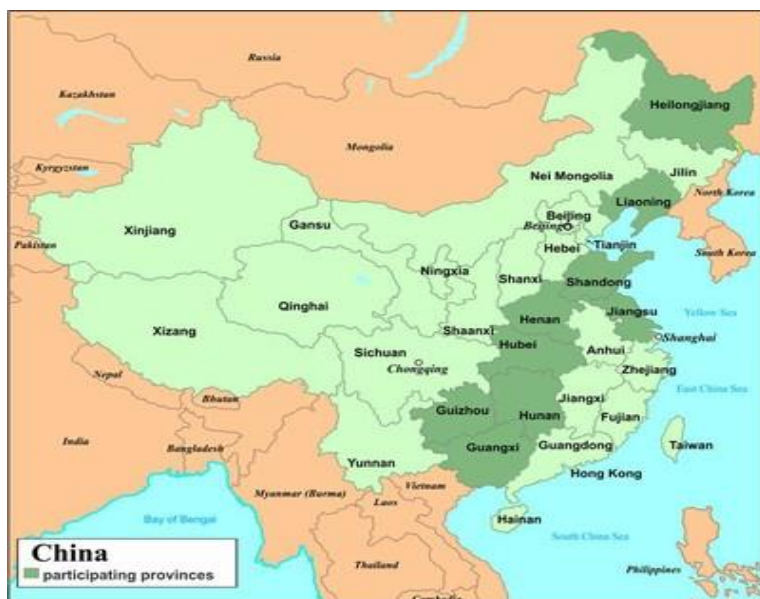 Russia
Kazakhstan
Heilongjiang
Mongolia
Jilin
Kyrgyzstan
Nei Mongolia
North Korea
Liaoning
Beijing
Beijing
Xinjiang
Gansu
Tianjin
Hebei
Pakistan
South Korea
Ningxia
Shanxi
Shandong
Qinghai
Jiangsu
Yellow Sea
Henan
Xizang
Shaanxi
Shanghai
Hubei
Sichuan
Anhui
Chongqing
Zhejiang
Nepal
East China Sea
Bhutan
Jiangxi
Guizhou
Hunan
Fujian
India
Bangladesh
Guangxi
Guangdong
Taiwan
Yunnan
Hong Kong
Vietnam
Myanmar (Burma)
Laos
Bay of Bengal
Hainan
South China Sea
China
participating provinces
Thailand
Philippines
Cambodia